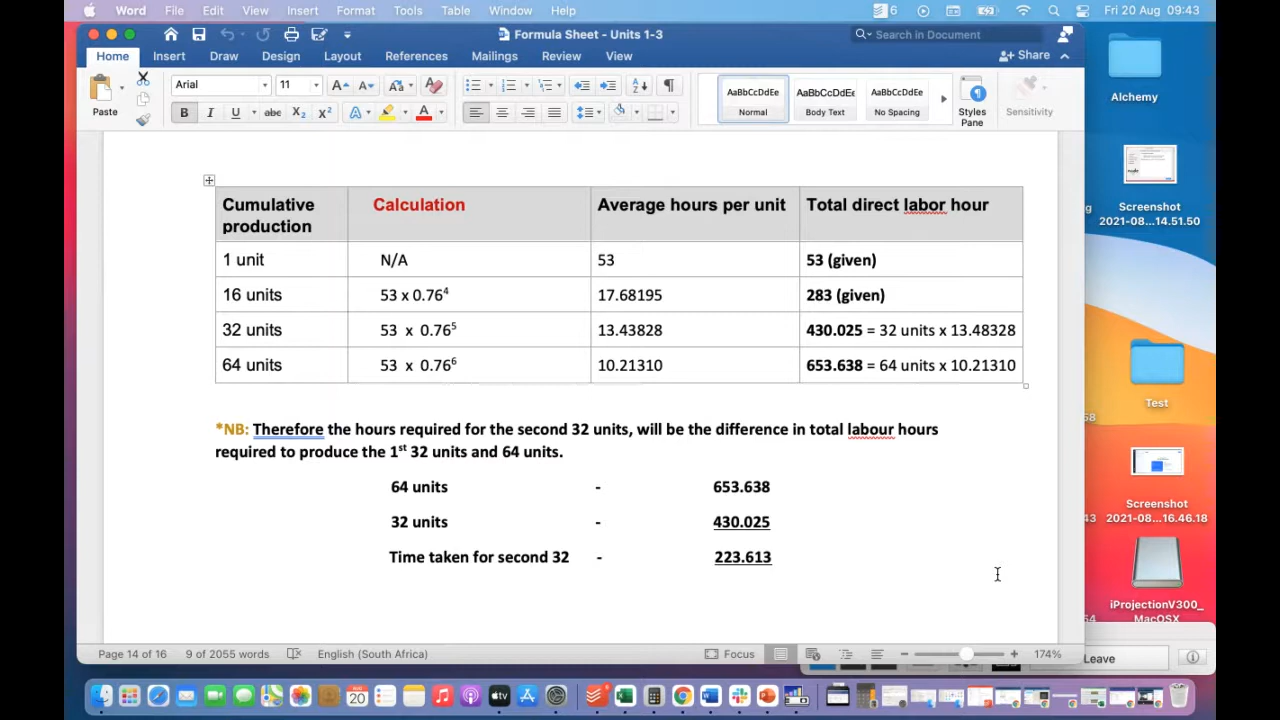 Word File Edit View Insert Format Tools Table Window Help 6 Fri 20 Aug 09:43
Formula Sheet - Units 1-3 Search in Document
Home Insert Draw Design Layout References Mailings Review View Share
Paste Arial 11 AaBbCcDdEe AaBbCcDdEe AaBbCcDdEe
Normal Body Text No Spacing Styles Pane Sensitivity
Cumulative production Calculation Average hours per unit Total direct labor hour
1 unit N/A 53 53 (given)
16 units 53 x 0.76⁴ 17.68195 283 (given)
32 units 53 x 0.76⁵ 13.43828 430.025 = 32 units x 13.48328
64 units 53 x 0.76⁶ 10.21310 653.638 = 64 units x 10.21310
*NB: Therefore the hours required for the second 32 units, will be the difference in total labour hours
required to produce the 1st 32 units and 64 units.
64 units - 653.638
32 units - 430.025
Time taken for second 32 - 223.613
Page 14 of 16 9 of 2055 words English (South Africa) Focus 174%
Alchemy
Screenshot
2021-08...14.51.50
Test
Screenshot
2021-08...16.46.18
iProjectionV300_
MacOSX
Leave